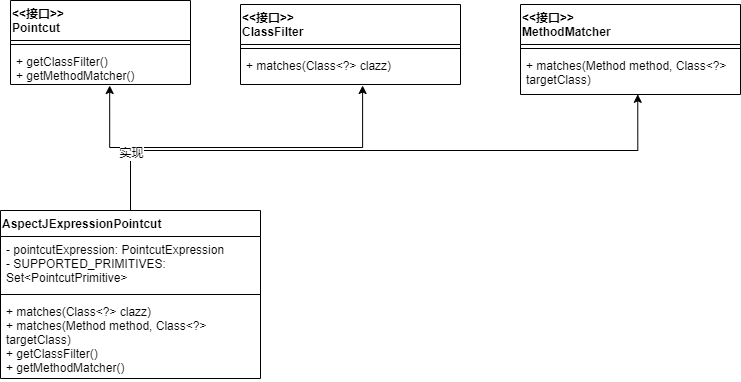 <<接口>>
Pointcut
+ getClassFilter()
+ getMethodMatcher()
<<接口>>
ClassFilter
+ matches(Class<?> clazz)
<<接口>>
MethodMatcher
+ matches(Method method, Class<?>
targetClass)
实现
AspectJExpressionPointcut
- pointcutExpression: PointcutExpression
- SUPPORTED_PRIMITIVES:
Set<PointcutPrimitive>
+ matches(Class<?> clazz)
+ matches(Method method, Class<?>
targetClass)
+ getClassFilter()
+ getMethodMatcher()